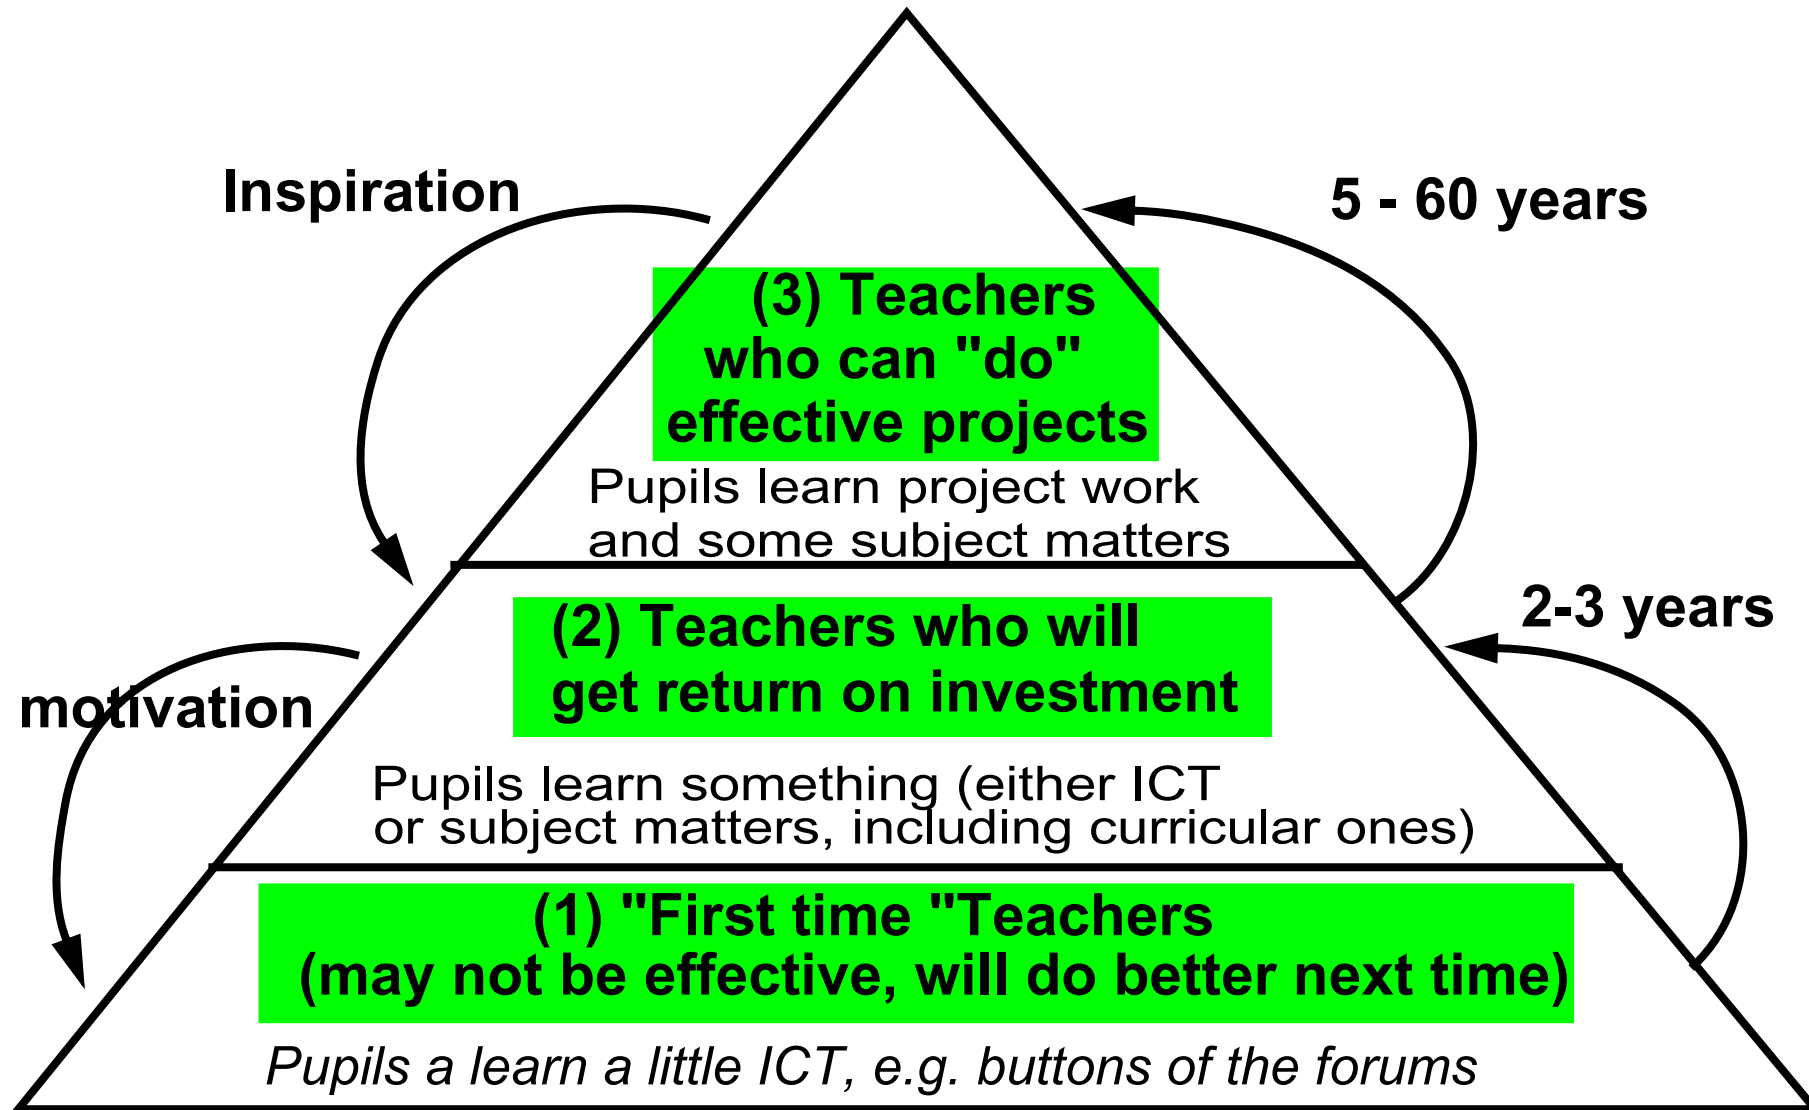 Inspiration
5 - 60 years
(3) Teachers
who can "do"
effective projects
Pupils learn project work
and some subject matters
2-3 years
(2) Teachers who will
get return on investment
motivation
Pupils learn something (either ICT
or subject matters, including curricular ones)
(1) "First time "Teachers
(may not be effective, will do better next time)
Pupils a learn a little ICT, e.g. buttons of the forums